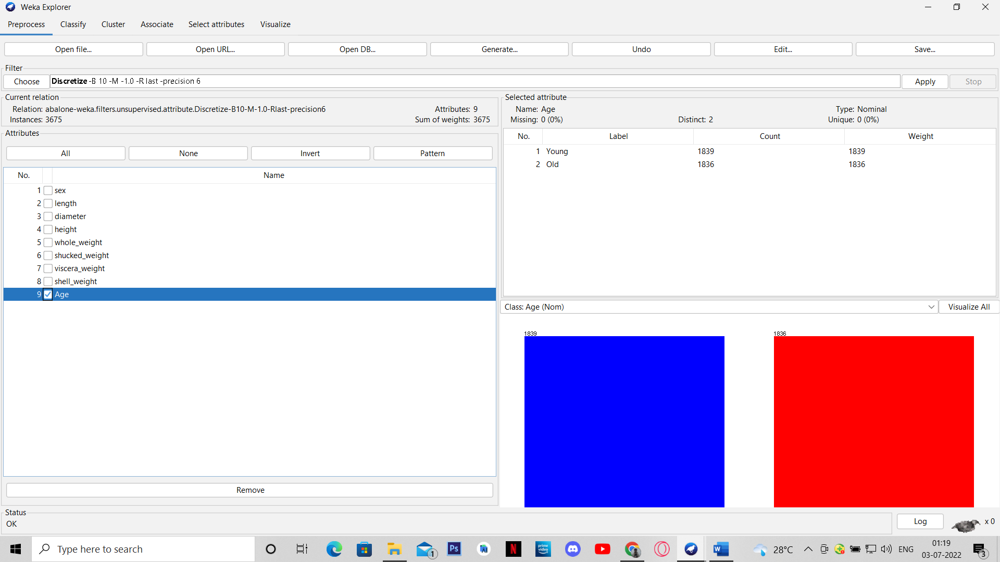 Weka Explorer
Preprocess Classify Cluster Associate Select attributes Visualize
Open file... Open URL... Open DB... Generate... Undo Edit... Save...
Filter
Choose Discretize -B 10 -M -1.0 -R last -precision 6 Apply Stop
Current relation
Relation: abalone-weka.filters.unsupervised.attribute.Discretize-B10-M-1.0-Rlast-precision6 Attributes: 9
Instances: 3675 Sum of weights: 3675
Attributes
All None Invert Pattern
No. Name
1 sex
2 length
3 diameter
4 height
5 whole_weight
6 shucked_weight
7 viscera_weight
8 shell_weight
9 Age
Remove
Selected attribute
Name: Age Type: Nominal
Missing: 0 (0%) Distinct: 2 Unique: 0 (0%)
No. Label Count Weight
1 Young 1839 1839
2 Old 1836 1836
Class: Age (Nom) Visualize All
1839 1836
Status
OK
Log x 0
Type here to search
1
Ps
N
prime video
W
28°C
ENG
01:19
03-07-2022
3